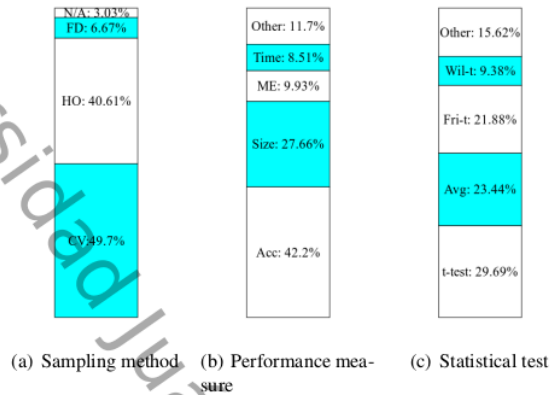 N/A: 3.03%
FD: 6.67%
HO: 40.61%
CV:49.7%
Other: 11.7%
Time: 8.51%
ME: 9.93%
Size: 27.66%
Acc: 42.2%
Other: 15.62%
Wil-t: 9.38%
Fri-t: 21.88%
Avg: 23.44%
t-test: 29.69%
(a) Sampling method
(b) Performance mea-
sure
(c) Statistical test
rsidad Juá